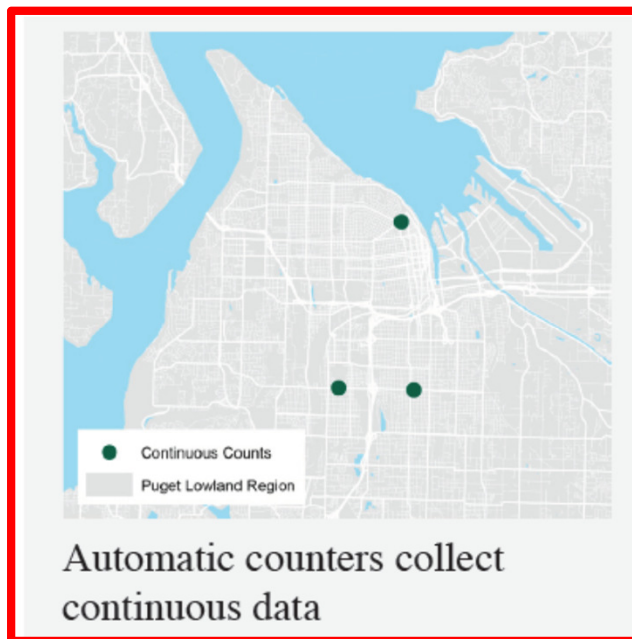 Continuous Counts
Puget Lowland Region
Automatic counters collect
continuous data